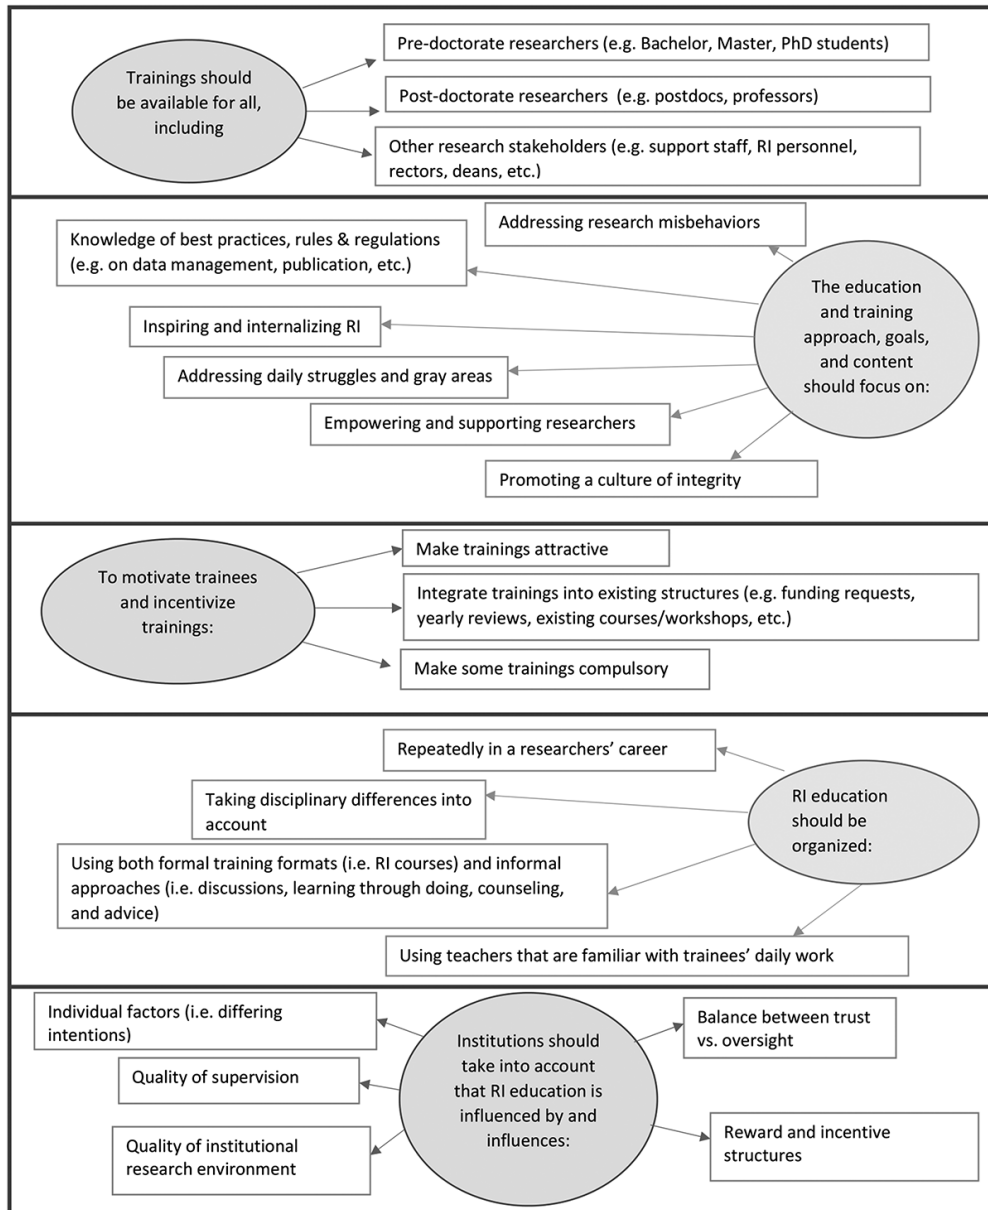 Trainings should
be available for all,
including
Pre-doctorate researchers (e.g. Bachelor, Master, PhD students)
Post-doctorate researchers (e.g. postdocs, professors)
Other research stakeholders (e.g. support staff, RI personnel,
rectors, deans, etc.)
The education
and training
approach, goals,
and content
should focus on:
Addressing research misbehaviors
Knowledge of best practices, rules & regulations
(e.g. on data management, publication, etc.)
Inspiring and internalizing RI
Addressing daily struggles and gray areas
Empowering and supporting researchers
Promoting a culture of integrity
To motivate trainees
and incentivize
trainings:
Make trainings attractive
Integrate trainings into existing structures (e.g. funding requests,
yearly reviews, existing courses/workshops, etc.)
Make some trainings compulsory
RI education
should be
organized:
Repeatedly in a researchers’ career
Taking disciplinary differences into
account
Using both formal training formats (i.e. RI courses) and informal
approaches (i.e. discussions, learning through doing, counseling,
and advice)
Using teachers that are familiar with trainees’ daily work
Institutions should
take into account
that RI education is
influenced by and
influences:
Individual factors (i.e. differing
intentions)
Quality of supervision
Quality of institutional
research environment
Balance between trust
vs. oversight
Reward and incentive
structures